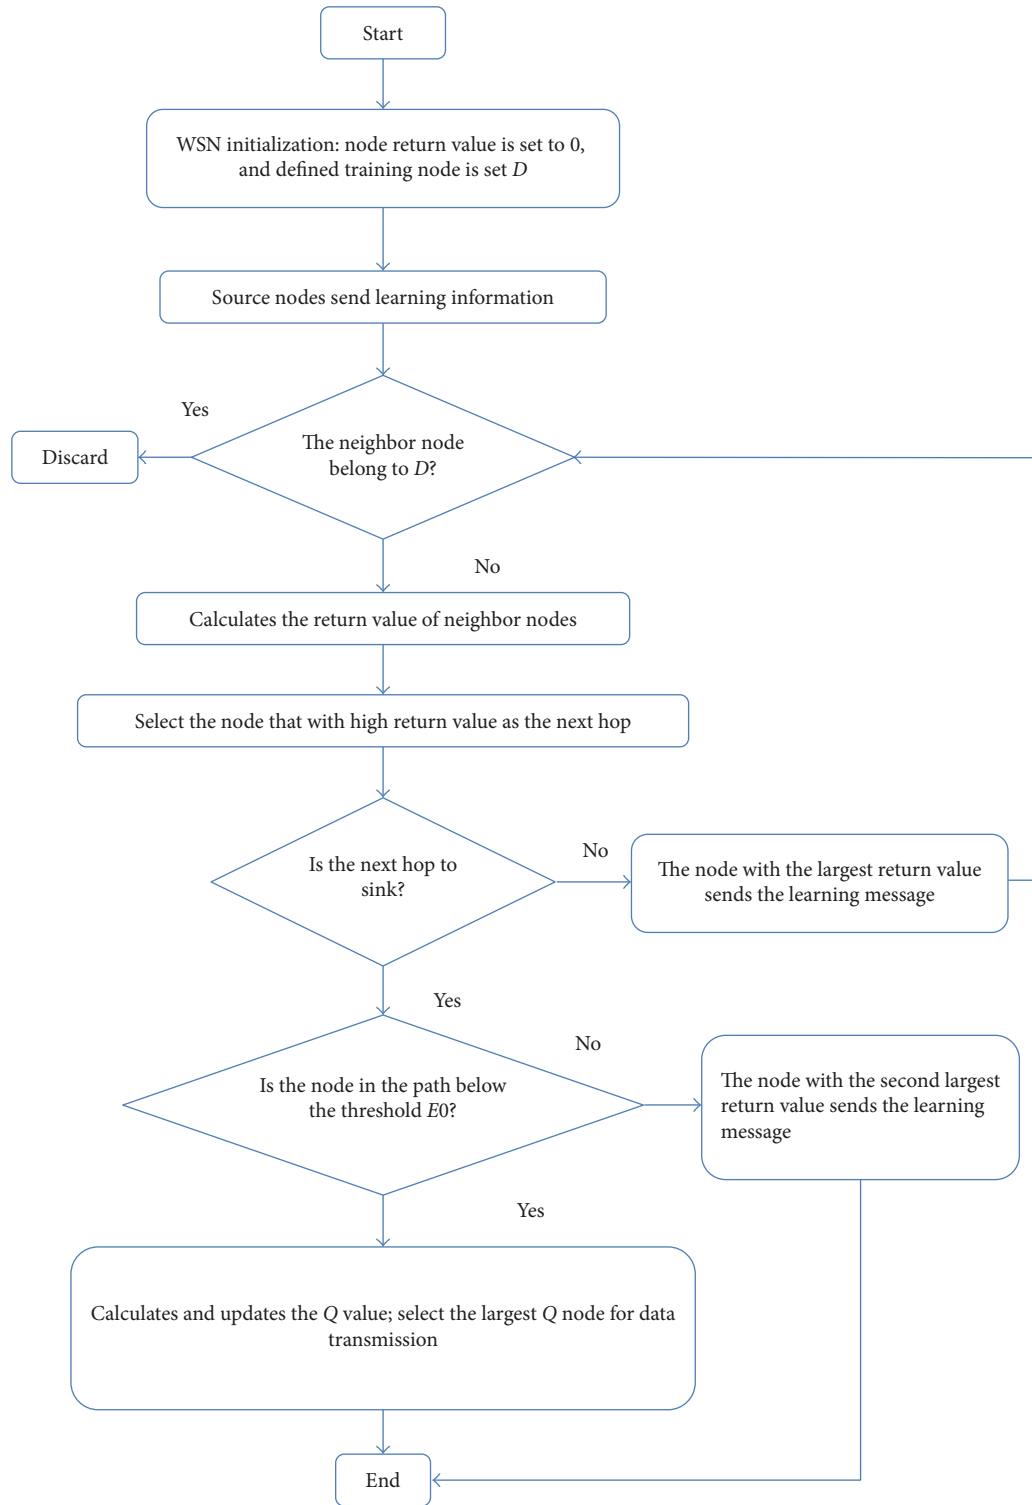 Start
WSN initialization: node return value is set to 0,
and defined training node is set D
Source nodes send learning information
Yes
The neighbor node
belong to D?
Discard
No
Calculates the return value of neighbor nodes
Select the node that with high return value as the next hop
Is the next hop to
sink?
No
The node with the largest return value
sends the learning message
Yes
No
Is the node in the path below
the threshold E0?
The node with the second largest
return value sends the learning
message
Yes
Calculates and updates the Q value; select the largest Q node for data
transmission
End